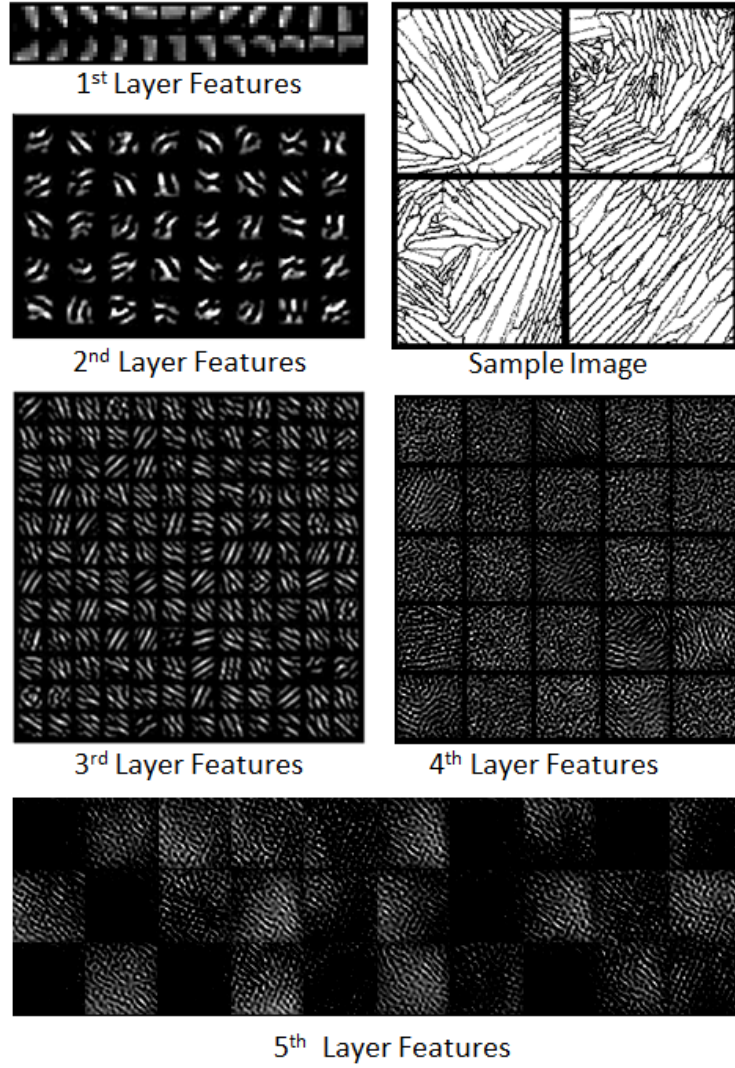 1st Layer Features
2nd Layer Features
Sample Image
3rd Layer Features
4th Layer Features
5th Layer Features